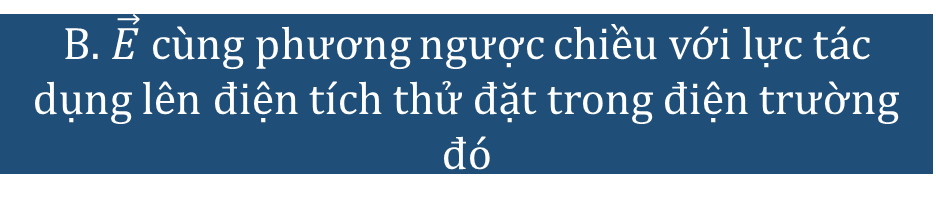 B. $\vec{E}$ cùng phương ngược chiều với lực tác
dụng lên điện tích thử đặt trong điện trường
đó